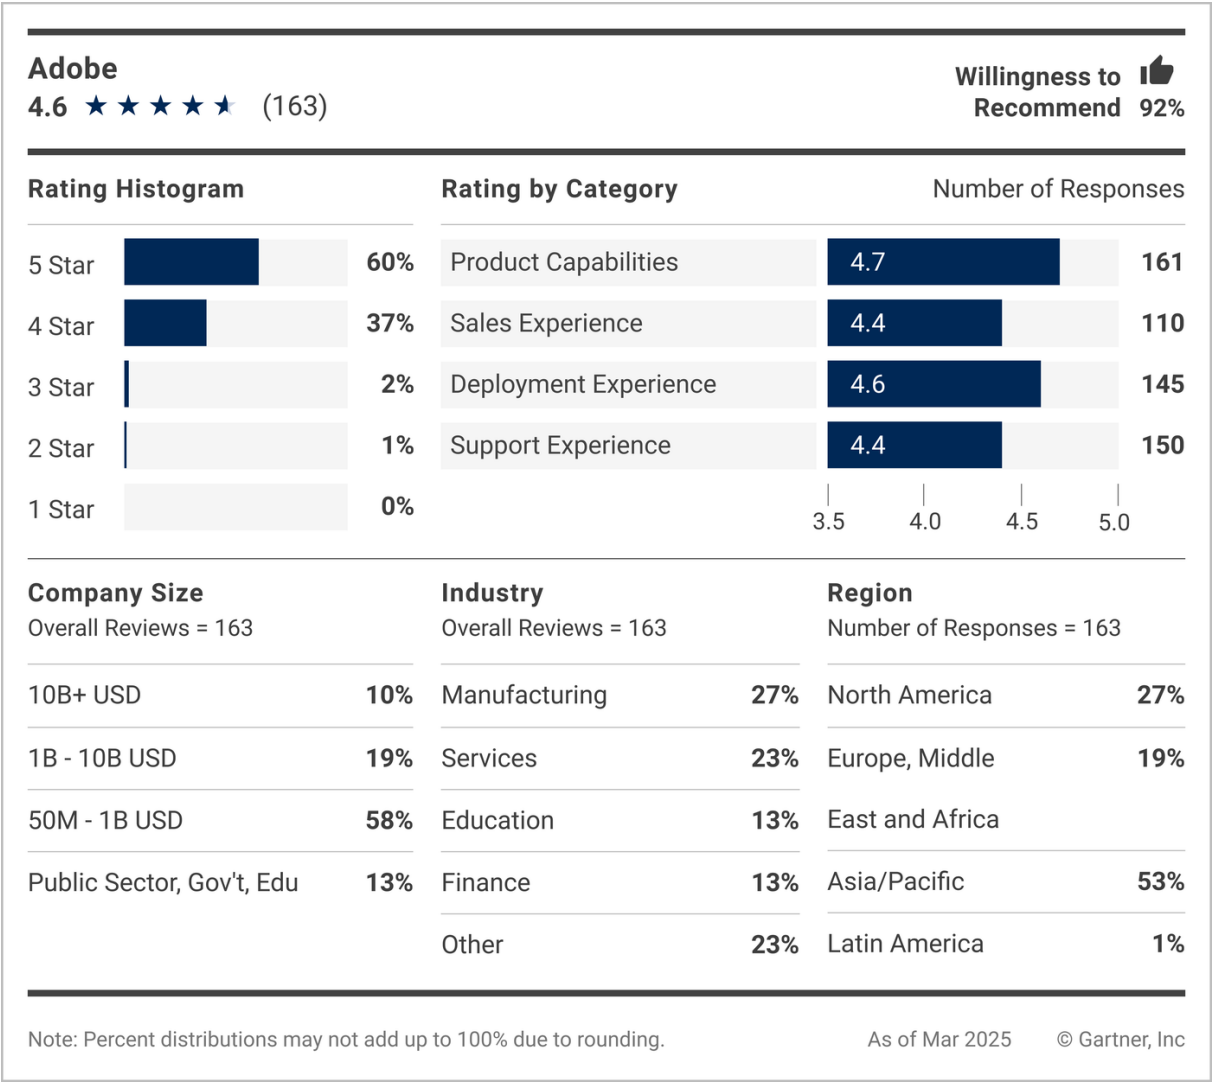 Adobe
4.6 ★ ★ ★ ★ ★ (163)
Willingness to
Recommend 92%
Rating Histogram
5 Star 60%
4 Star 37%
3 Star 2%
2 Star 1%
1 Star 0%
Rating by Category Number of Responses
Product Capabilities 4.7 161
Sales Experience 4.4 110
Deployment Experience 4.6 145
Support Experience 4.4 150
3.5 4.0 4.5 5.0
Company Size
Overall Reviews = 163
10B+ USD 10%
1B - 10B USD 19%
50M - 1B USD 58%
Public Sector, Gov't, Edu 13%
Industry
Overall Reviews = 163
Manufacturing 27%
Services 23%
Education 13%
Finance 13%
Other 23%
Region
Number of Responses = 163
North America 27%
Europe, Middle 19%
East and Africa
Asia/Pacific 53%
Latin America 1%
Note: Percent distributions may not add up to 100% due to rounding. As of Mar 2025 © Gartner, Inc